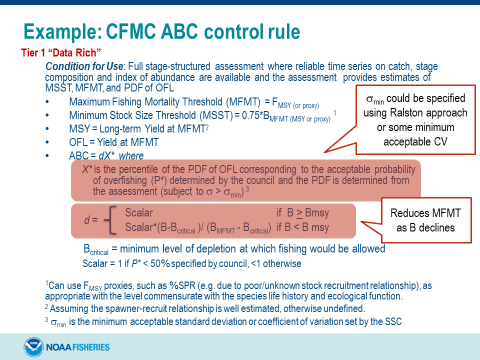 Example: CFMC ABC control rule
Tier 1 “Data Rich”
Condition for Use: Full stage-structured assessment where reliable time series on catch, stage
composition and index of abundance are available and the assessment provides estimates of
MSST, MFMT, and PDF of OFL
• Maximum Fishing Mortality Threshold (MFMT) = FMSY (or proxy)
• Minimum Stock Size Threshold (MSST) = 0.75*BMFMT (MSY or proxy) 1
• MSY = Long-term Yield at MFMT2
• OFL = Yield at MFMT
• ABC = dX* where
σmin could be specified
using Ralston approach
or some minimum
acceptable CV
X* is the percentile of the PDF of OFL corresponding to the acceptable probability
of overfishing (P*) determined by the council and the PDF is determined from
the assessment (subject to σ > σmin) 3
d =
Scalar if B ≥ Bmsy
Scalar*(B-Bcritical )/ (BMFMT - Bcritical) if B < B msy
Reduces MFMT
as B declines
Bcritical = minimum level of depletion at which fishing would be allowed
Scalar = 1 if P* < 50% specified by council, <1 otherwise
1Can use FMSY proxies, such as %SPR (e.g. due to poor/unknown stock recruitment relationship), as
appropriate with the level commensurate with the species life history and ecological function.
2 Assuming the spawner-recruit relationship is well estimated, otherwise undefined.
3 σmin is the minimum acceptable standard deviation or coefficient of variation set by the SSC
NOAA FISHERIES